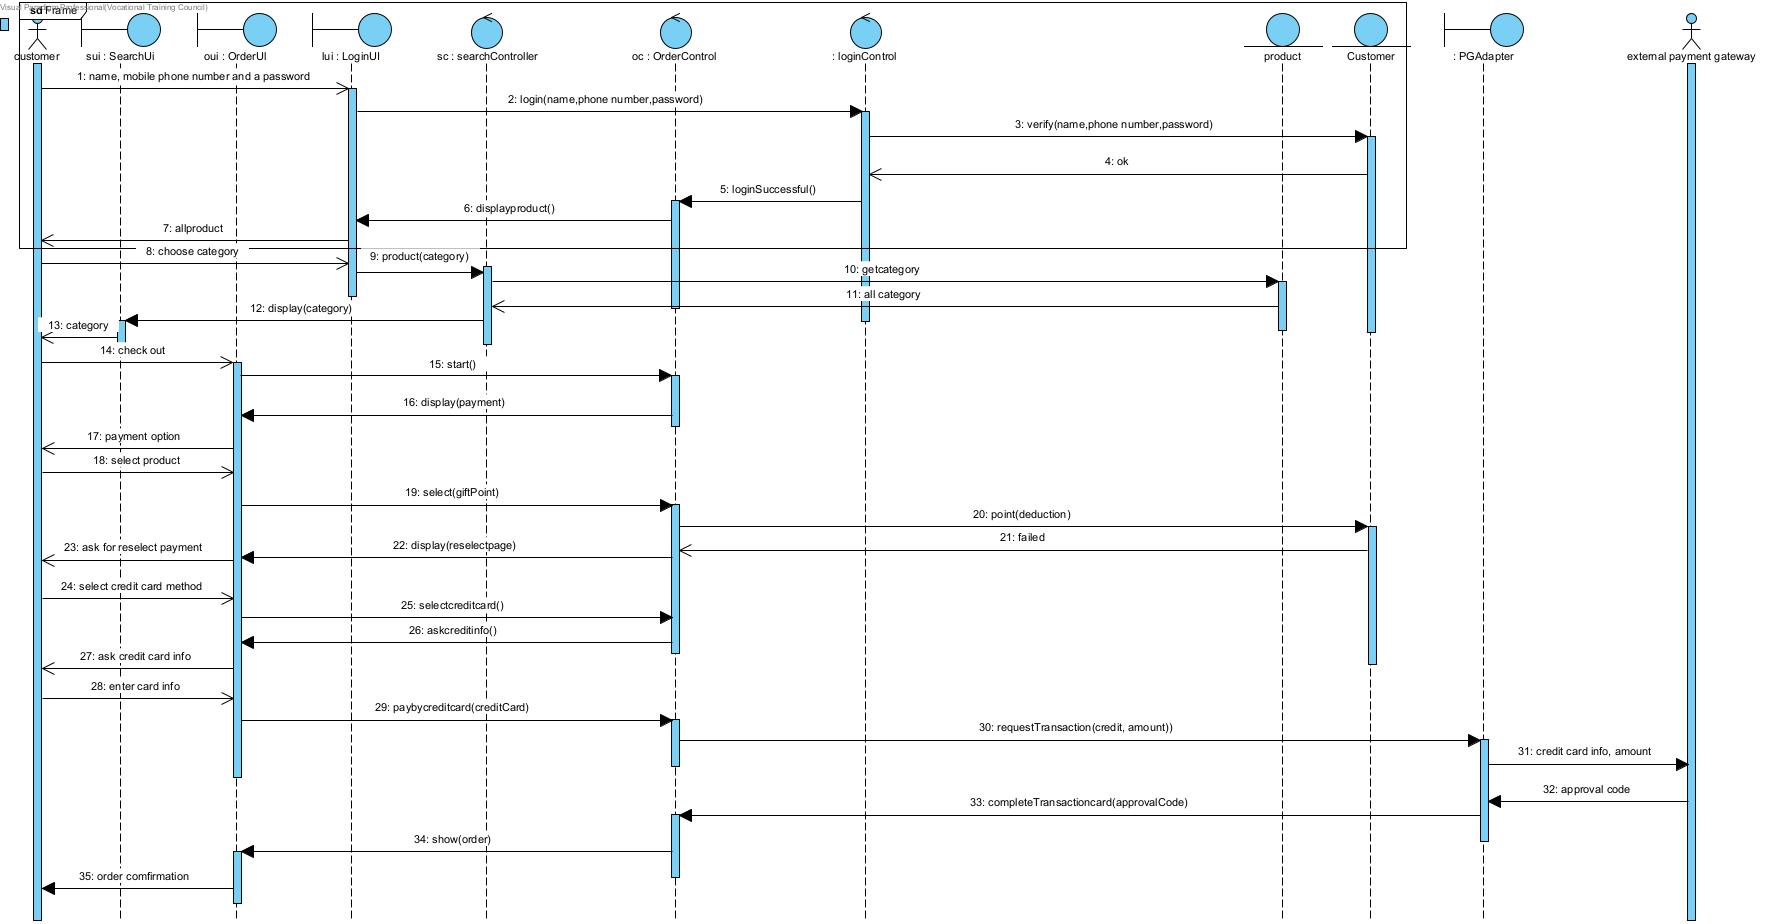 Visual Paradigm Professional(Vocational Training Council)
sd Frame
customer
sui : SearchUi
oui : OrderUI
lui : LoginUI
sc : searchController
oc : OrderControl
: loginControl
product
Customer
: PGAdapter
external payment gateway
1: name, mobile phone number and a password
2: login(name,phone number,password)
3: verify(name,phone number,password)
4: ok
5: loginSuccessful()
6: displayproduct()
7: allproduct
8: choose category
9: product(category)
10: getcategory
11: all category
12: display(category)
13: category
14: check out
15: start()
16: display(payment)
17: payment option
18: select product
19: select(giftPoint)
20: point(deduction)
21: failed
22: display(reselectpage)
23: ask for reselect payment
24: select credit card method
25: selectcreditcard()
26: askcreditinfo()
27: ask credit card info
28: enter card info
29: paybycreditcard(creditCard)
30: requestTransaction(credit, amount))
31: credit card info, amount
32: approval code
33: completeTransactioncard(approvalCode)
34: show(order)
35: order comfirmation